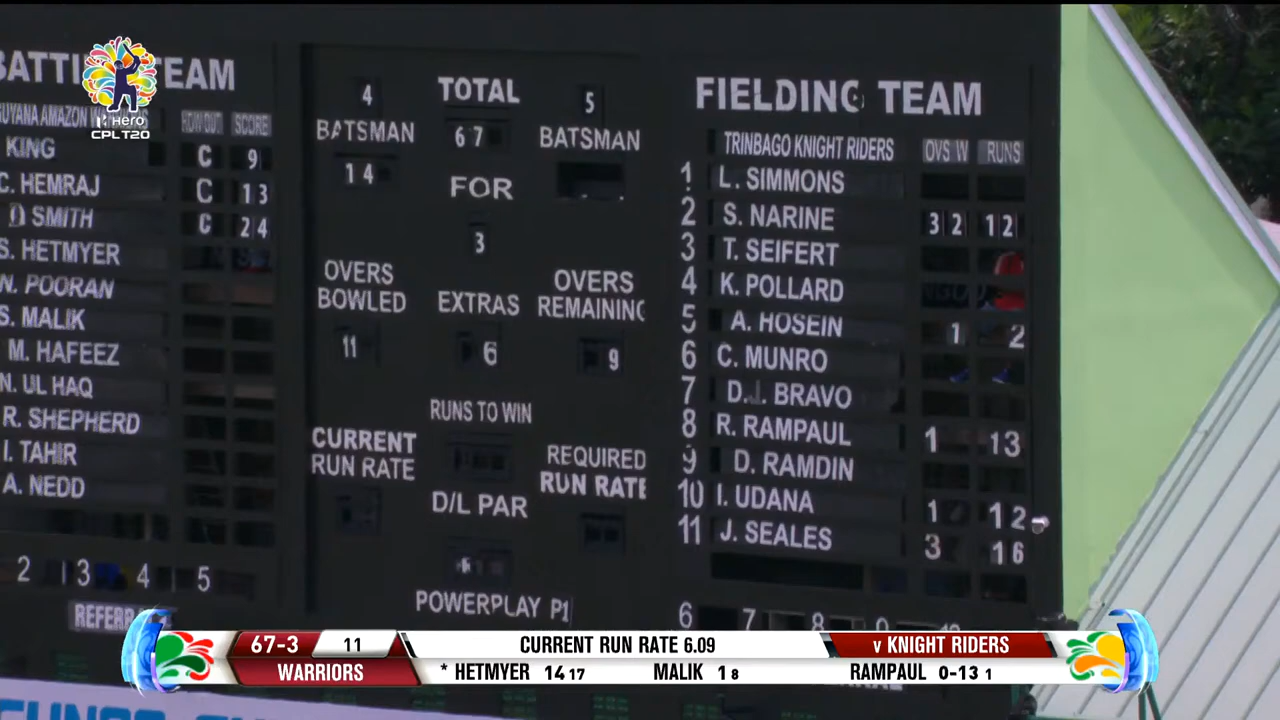 BATTING TEAM
GUYANA AMAZON
HOW OUT SCORE
KING C 9
C. HEMRAJ C 13
D SMITH C 24
S. HETMYER
N. POORAN
S. MALIK
M. HAFEEZ
N. UL HAQ
R. SHEPHERD
I. TAHIR
A. NEDD
2 3 4 5
Hero
CPLT20
4
BATSMAN
14
TOTAL
67
FOR
3
5
BATSMAN
OVERS
BOWLED
11
EXTRAS
6
OVERS
REMAINING
9
RUNS TO WIN
CURRENT
RUN RATE
REQUIRED
RUN RATE
D/L PAR
POWERPLAY P1
FIELDING TEAM
TRINBAGO KNIGHT RIDERS OVS W RUNS
1 L. SIMMONS
2 S. NARINE 3 2 12
3 T. SEIFERT
4 K. POLLARD
5 A. HOSEIN 1 2
6 C. MUNRO
7 D.J. BRAVO
8 R. RAMPAUL 1 13
9 D. RAMDIN
10 I. UDANA 1 12
11 J. SEALES 3 16
6 7 8 9
67-3 11 CURRENT RUN RATE 6.09 v KNIGHT RIDERS
WARRIORS * HETMYER 14 17 MALIK 1 8 RAMPAUL 0-13 1